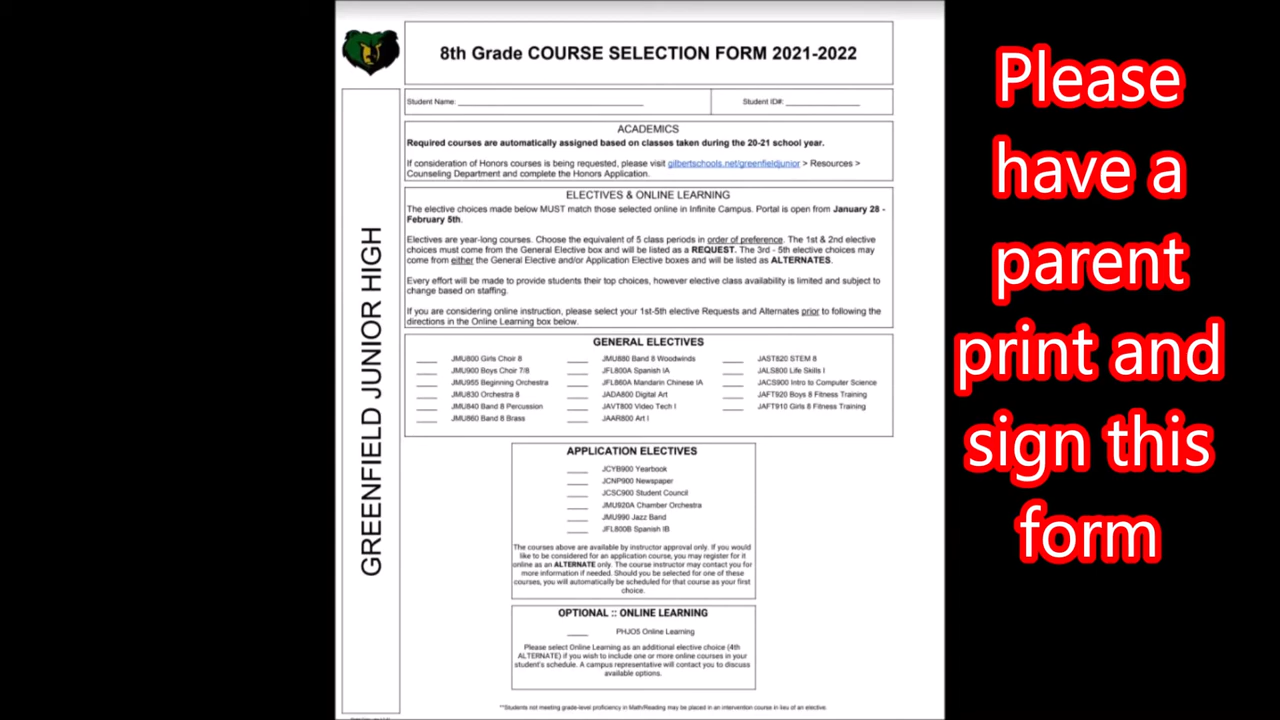 8th Grade COURSE SELECTION FORM 2021-2022
Student Name:
Student ID#:
GREENFIELD JUNIOR HIGH
ACADEMICS
Required courses are automatically assigned based on classes taken during the 20-21 school year.
If consideration of Honors courses is being requested, please visit gilbertschools.net/greenfieldjunior > Resources >
Counseling Department and complete the Honors Application.
ELECTIVES & ONLINE LEARNING
The elective choices made below MUST match those selected online in Infinite Campus. Portal is open from January 28 -
February 5th.
Electives are year-long courses. Choose the equivalent of 5 class periods in order of preference. The 1st & 2nd elective
choices must come from the General Elective box and will be listed as a REQUEST. The 3rd - 5th elective choices may
come from either the General Elective and/or Application Elective boxes and will be listed as ALTERNATES.
Every effort will be made to provide students their top choices, however elective class availability is limited and subject to
change based on staffing.
If you are considering online instruction, please select your 1st-5th elective Requests and Alternates prior to following the
directions in the Online Learning box below.
GENERAL ELECTIVES
JMU800 Girls Choir 8
JMU900 Boys Choir 7/8
JMU955 Beginning Orchestra
JMU830 Orchestra 8
JMU840 Band 8 Percussion
JMU860 Band 8 Brass
JMU880 Band 8 Woodwinds
JFL800A Spanish IA
JFL860A Mandarin Chinese IA
JADA800 Digital Art
JAVT800 Video Tech I
JAAR800 Art I
JAST820 STEM 8
JALS800 Life Skills I
JACS900 Intro to Computer Science
JAFT920 Boys 8 Fitness Training
JAFT910 Girls 8 Fitness Training
APPLICATION ELECTIVES
JCYB900 Yearbook
JCNP900 Newspaper
JCSC900 Student Council
JMU920A Chamber Orchestra
JMU990 Jazz Band
JFL800B Spanish IB
The courses above are available by instructor approval only. If you would
like to be considered for an application course, you may register for it
online as an ALTERNATE only. The course instructor may contact you for
more information if needed. Should you be selected for one of these
courses, you will automatically be scheduled for that course as your first
choice.
OPTIONAL :: ONLINE LEARNING
PHJO5 Online Learning
Please select Online Learning as an additional elective choice (4th
ALTERNATE) if you wish to include one or more online courses in your
student's schedule. A campus representative will contact you to discuss
available options.
**Students not meeting grade-level proficiency in Math/Reading may be placed in an intervention course in lieu of an elective.
Please
have a
parent
print and
sign this
form